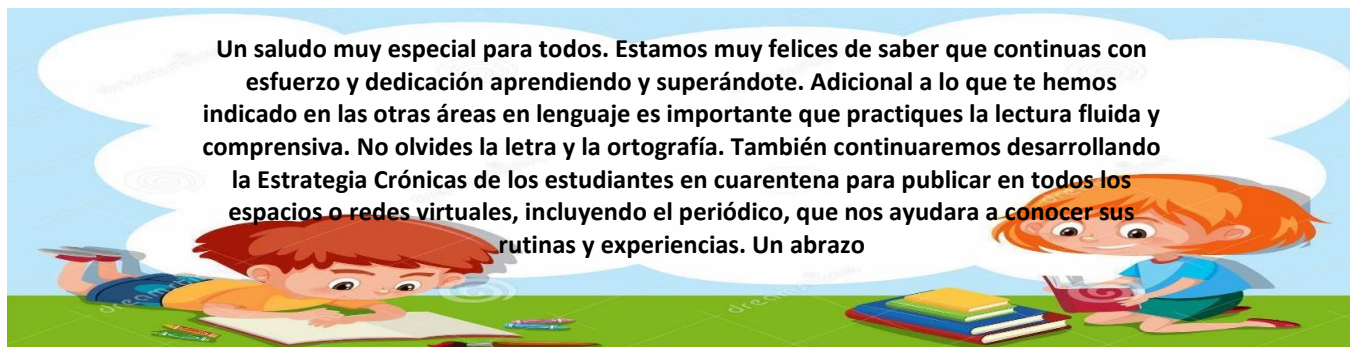 Un saludo muy especial para todos. Estamos muy felices de saber que continuas con
esfuerzo y dedicación aprendiendo y superándote. Adicional a lo que te hemos
indicado en las otras áreas en lenguaje es importante que practiques la lectura fluida y
comprensiva. No olvides la letra y la ortografía. También continuaremos desarrollando
la Estrategia Crónicas de los estudiantes en cuarentena para publicar en todos los
espacios o redes virtuales, incluyendo el periódico, que nos ayudara a conocer sus
rutinas y experiencias. Un abrazo